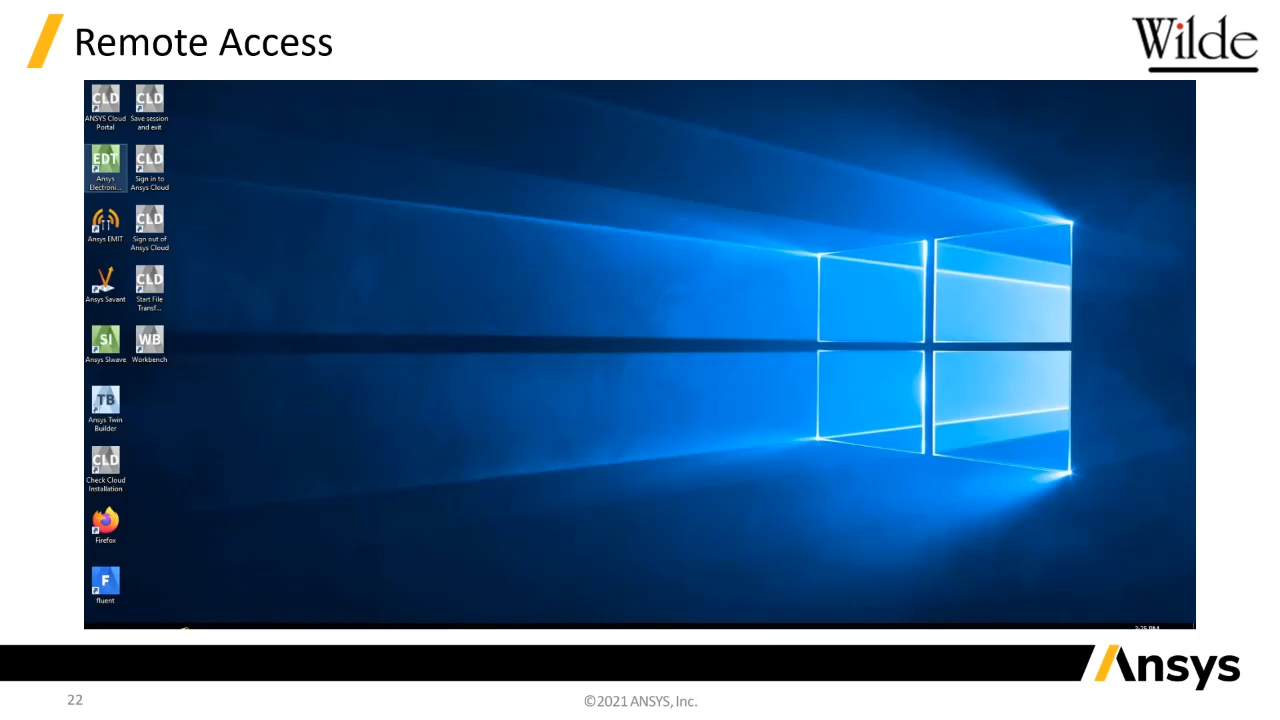 Remote Access
Wilde
CLD
ANSYS Cloud
Portal
CLD
Save session
and exit
EDT
Ansys
Electroni...
CLD
Sign in to
Ansys Cloud
Ansys EMIT
CLD
Sign out of
Ansys Cloud
Ansys Savant
CLD
Start File
Transf...
SI
Ansys SIwave
WB
Workbench
TB
Ansys Twin
Builder
CLD
Check Cloud
Installation
Firefox
F
fluent
Ansys
22
©2021 ANSYS, Inc.